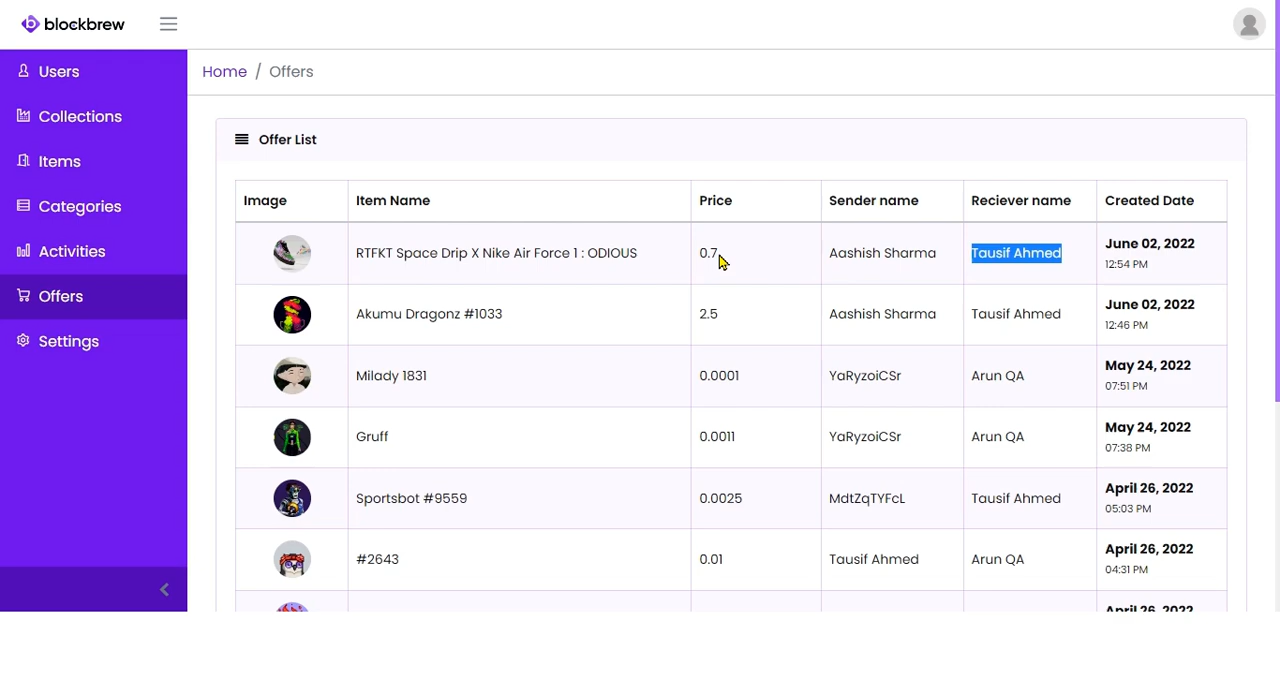 blockbrew
Users
Collections
Items
Categories
Activities
Offers
Settings
Home / Offers
Offer List
Image Item Name Price Sender name Reciever name Created Date
RTFKT Space Drip X Nike Air Force 1 : ODIOUS 0.7 Aashish Sharma Tausif Ahmed June 02, 2022
12:54 PM
Akumu Dragonz #1033 2.5 Aashish Sharma Tausif Ahmed June 02, 2022
12:46 PM
Milady 1831 0.0001 YaRyzoiCSr Arun QA May 24, 2022
07:51 PM
Gruff 0.0011 YaRyzoiCSr Arun QA May 24, 2022
07:38 PM
Sportsbot #9559 0.0025 MdtZqTYFcL Tausif Ahmed April 26, 2022
05:03 PM
#2643 0.01 Tausif Ahmed Arun QA April 26, 2022
04:31 PM
April 26, 2022